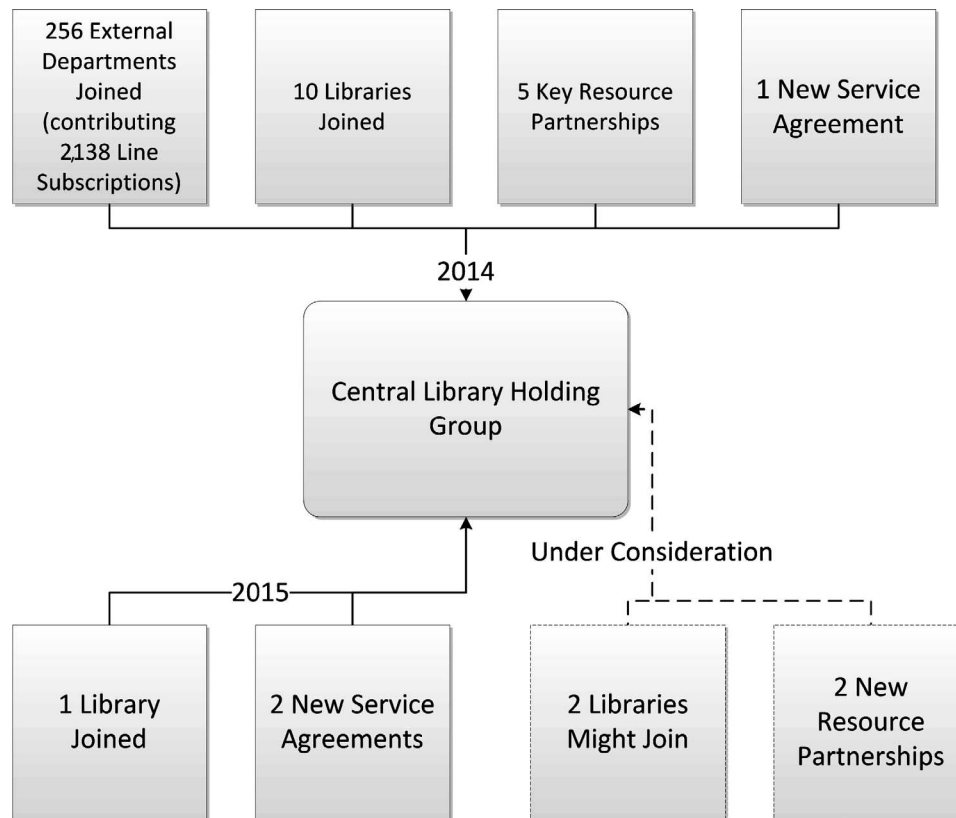 256 External
Departments
Joined
(contributing
2,138 Line
Subscriptions)
10 Libraries
Joined
5 Key Resource
Partnerships
1 New Service
Agreement
2014
Central Library Holding
Group
Under Consideration
2015
1 Library
Joined
2 New Service
Agreements
2 Libraries
Might Join
2 New
Resource
Partnerships